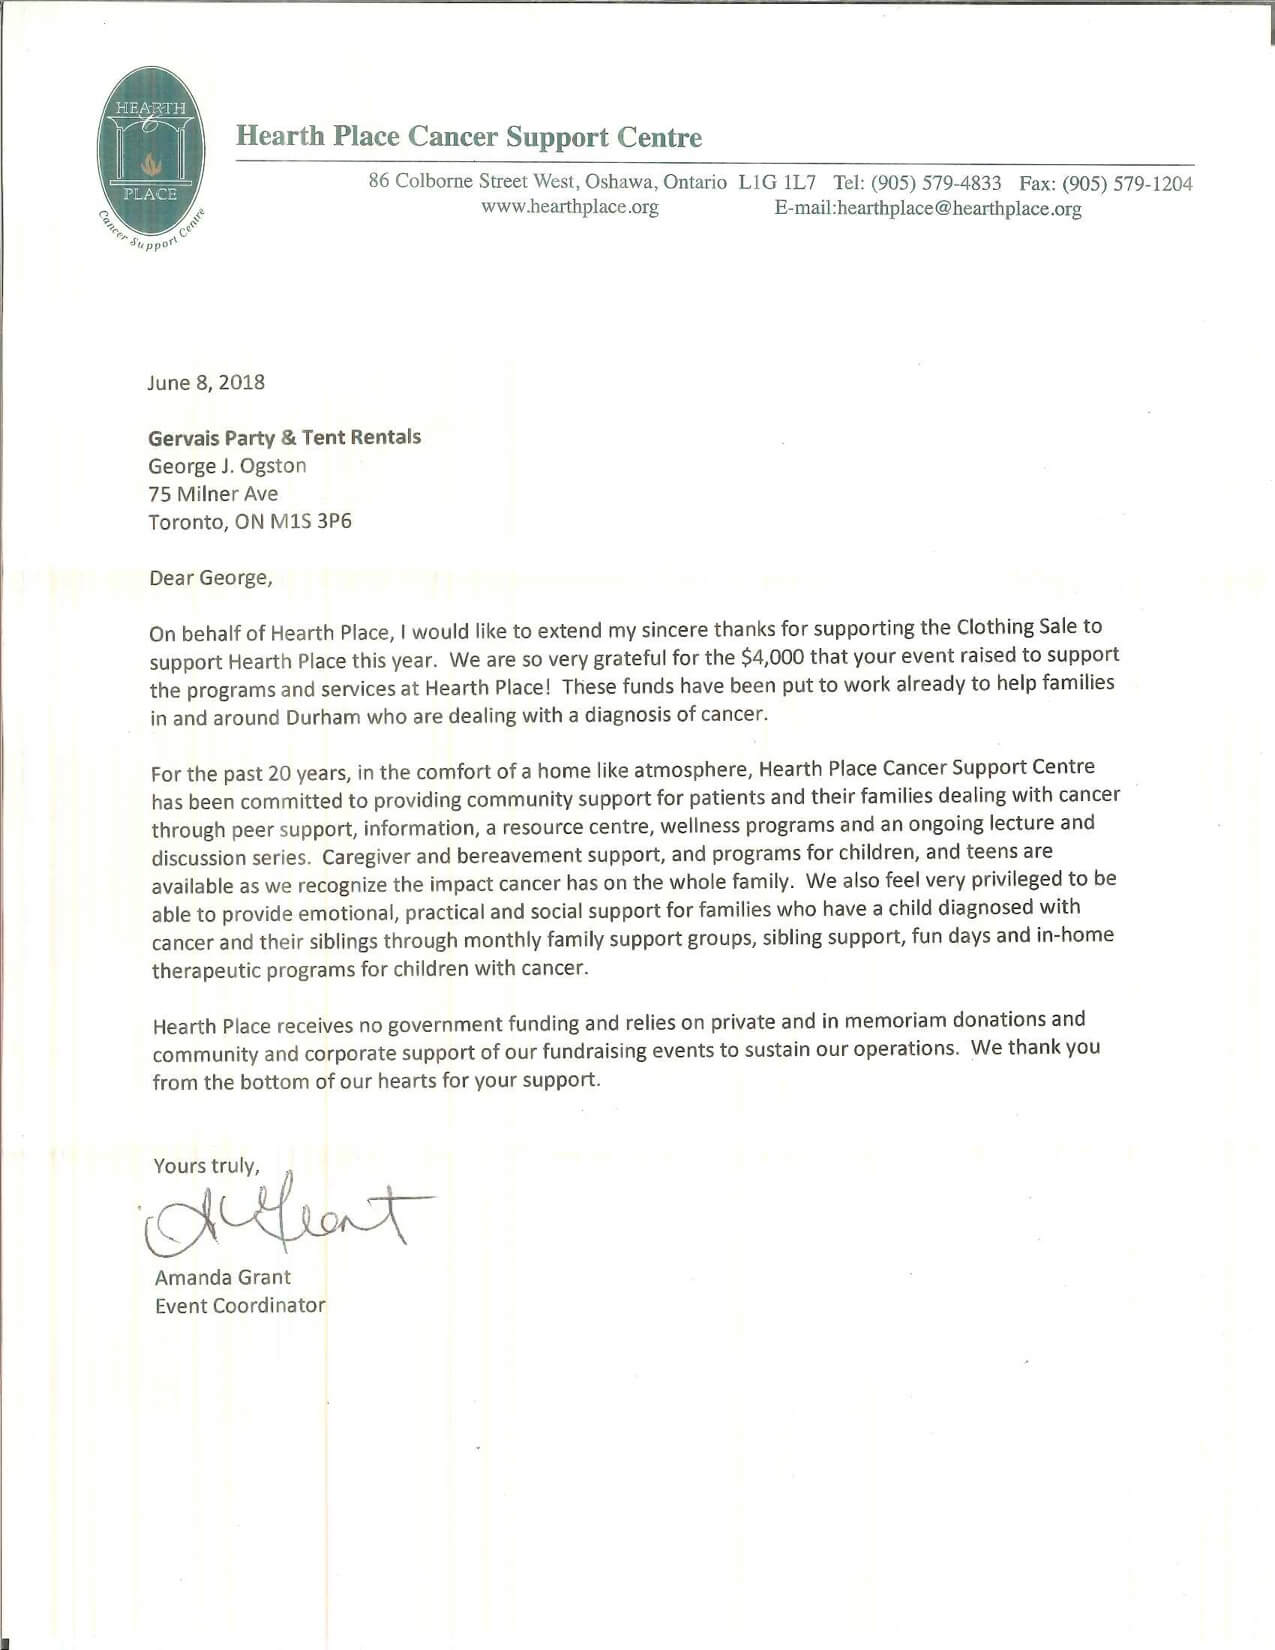 HEARTH
PLACE
Cancer Support Centre
Hearth Place Cancer Support Centre
86 Colborne Street West, Oshawa, Ontario L1G 1L7 Tel: (905) 579-4833 Fax: (905) 579-1204
www.hearthplace.org E-mail:hearthplace@hearthplace.org
June 8, 2018
Gervais Party & Tent Rentals
George J. Ogston
75 Milner Ave
Toronto, ON M1S 3P6
Dear George,
On behalf of Hearth Place, I would like to extend my sincere thanks for supporting the Clothing Sale to
support Hearth Place this year. We are so very grateful for the $4,000 that your event raised to support
the programs and services at Hearth Place! These funds have been put to work already to help families
in and around Durham who are dealing with a diagnosis of cancer.
For the past 20 years, in the comfort of a home like atmosphere, Hearth Place Cancer Support Centre
has been committed to providing community support for patients and their families dealing with cancer
through peer support, information, a resource centre, wellness programs and an ongoing lecture and
discussion series. Caregiver and bereavement support, and programs for children, and teens are
available as we recognize the impact cancer has on the whole family. We also feel very privileged to be
able to provide emotional, practical and social support for families who have a child diagnosed with
cancer and their siblings through monthly family support groups, sibling support, fun days and in-home
therapeutic programs for children with cancer.
Hearth Place receives no government funding and relies on private and in memoriam donations and
community and corporate support of our fundraising events to sustain our operations. We thank you
from the bottom of our hearts for your support.
Yours truly,
Amanda Grant
Event Coordinator